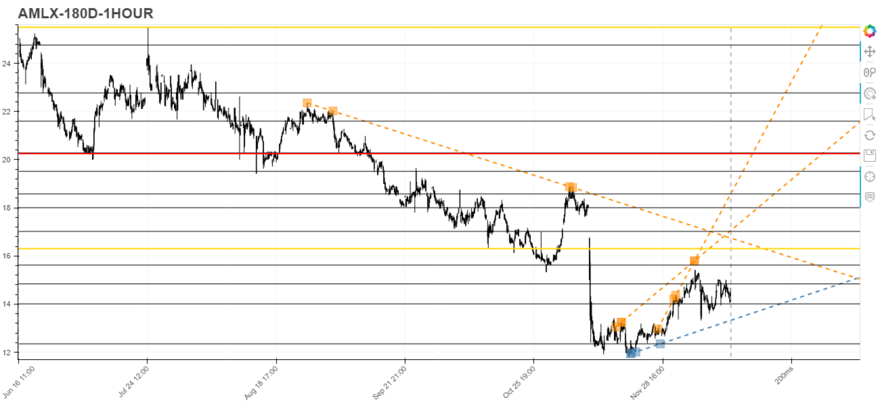 AMLX-180D-1HOUR
24
22
20
18
16
14
12
Jun 16 11:00
Jul 24 12:00
Aug 18 17:00
Sep 21 21:00
Oct 25 19:00
Nov 28 16:00
200ms